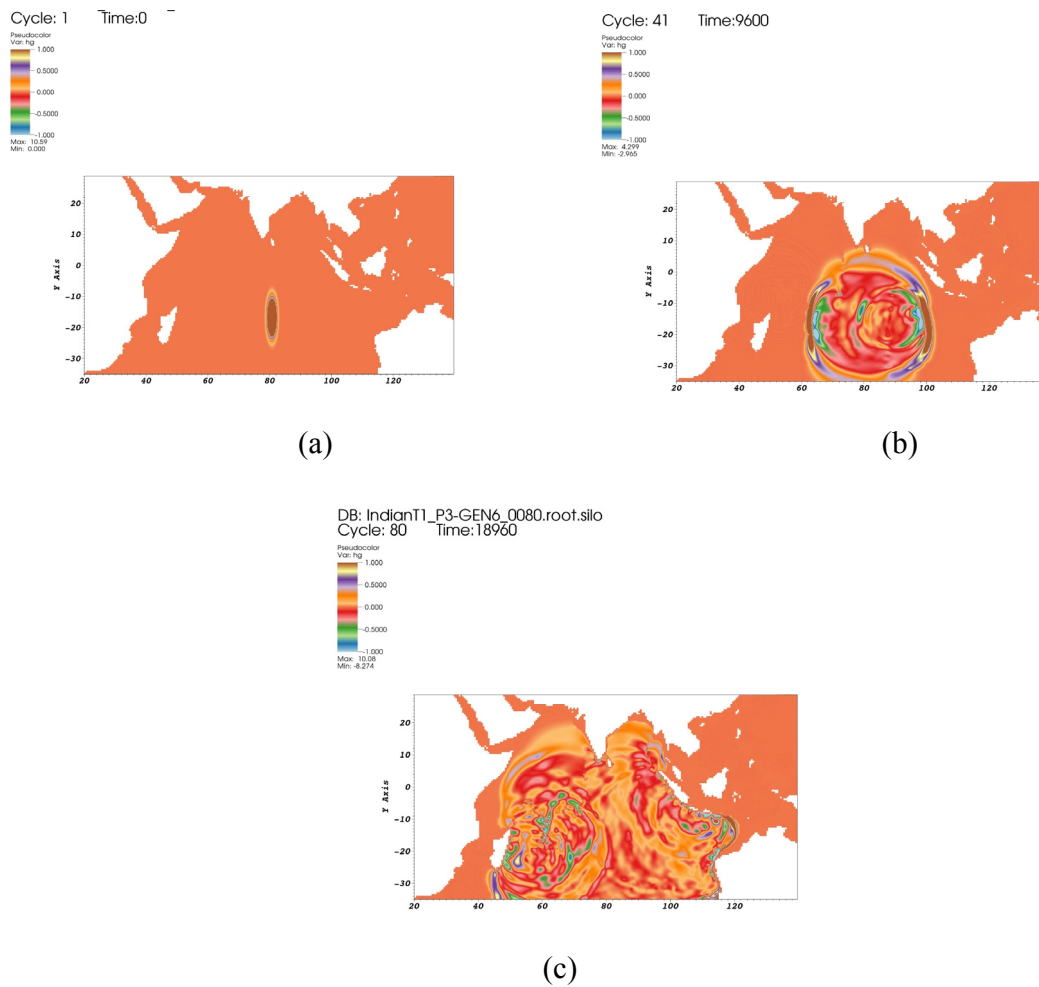 Cycle: 1 Time:0
Pseudocolor
Var: hg
1.000
0.5000
0.000
-0.5000
-1.000
Max: 10.59
Min: 0.000
Y Axis
20
10
0
-10
-20
-30
20 40 60 80 100 120
(a)
Cycle: 41 Time:9600
Pseudocolor
Var: hg
1.000
0.5000
0.000
-0.5000
-1.000
Max: 4.299
Min: -2.965
Y Axis
20
10
0
-10
-20
-30
20 40 60 80 100 120
(b)
DB: IndianT1_P3-GEN6_0080.root.silo
Cycle: 80 Time:18960
Pseudocolor
Var: hg
1.000
0.5000
0.000
-0.5000
-1.000
Max: 10.08
Min: -8.274
Y Axis
20
10
0
-10
-20
-30
20 40 60 80 100 120
(c)